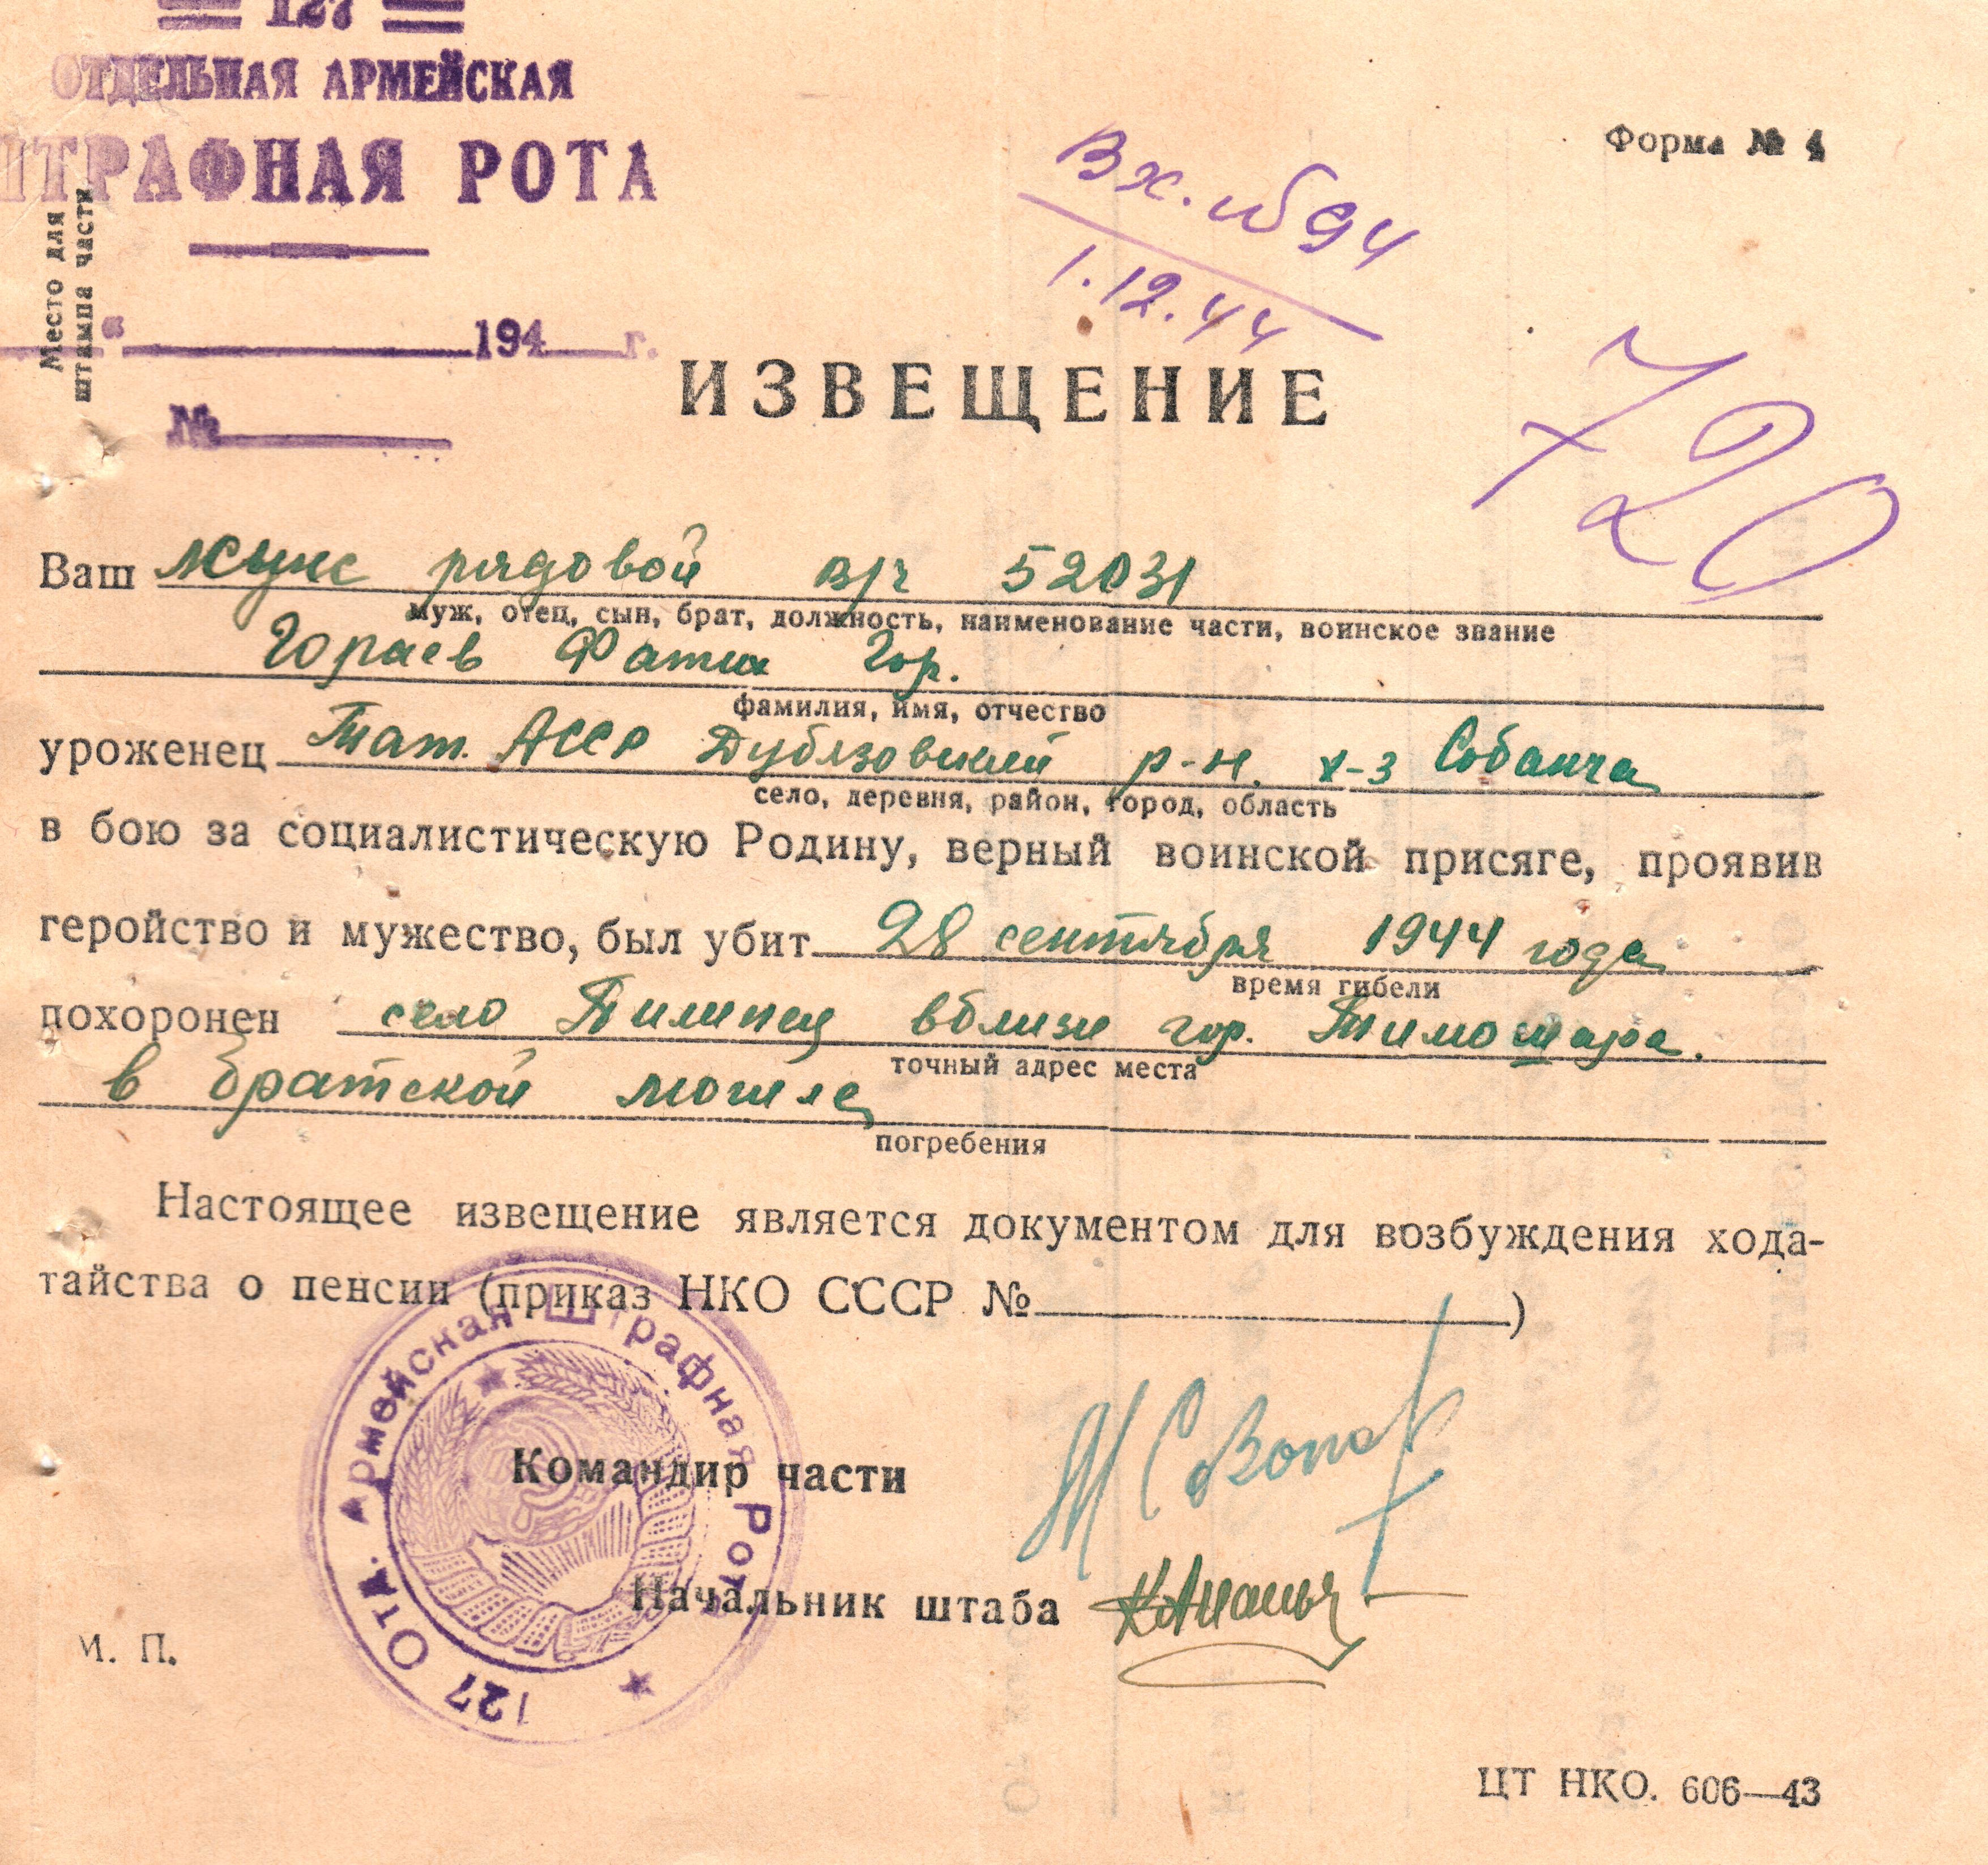 127
ОТДЕЛЬНАЯ АРМЕЙСКАЯ
ШТРАФНАЯ РОТА
Место для
штампа части
"
194 г.
№
Форма № 4
Вх. №94
1.12.44
720
ИЗВЕЩЕНИЕ
Ваш муж рядовой в/ч 52031
муж, отец, сын, брат, должность, наименование части, воинское звание
Гораев Фатих Гор.
фамилия, имя, отчество
уроженец Тат. АССР Дубязовский р-н. к-з Собанча
село, деревня, район, город, область
в бою за социалистическую Родину, верный воинской присяге, проявив
геройство и мужество, был убит 28 сентября 1944 года
время гибели
похоронен село Пилипец вблизи гор. Тимошара.
точный адрес места
в братской могиле
погребения
Настоящее извещение является документом для возбуждения хода-
тайства о пенсии (приказ НКО СССР № )
127 Отд. Армейская Штрафная Рота
Командир части
Начальник штаба
М. П.
ЦТ НКО. 606—43